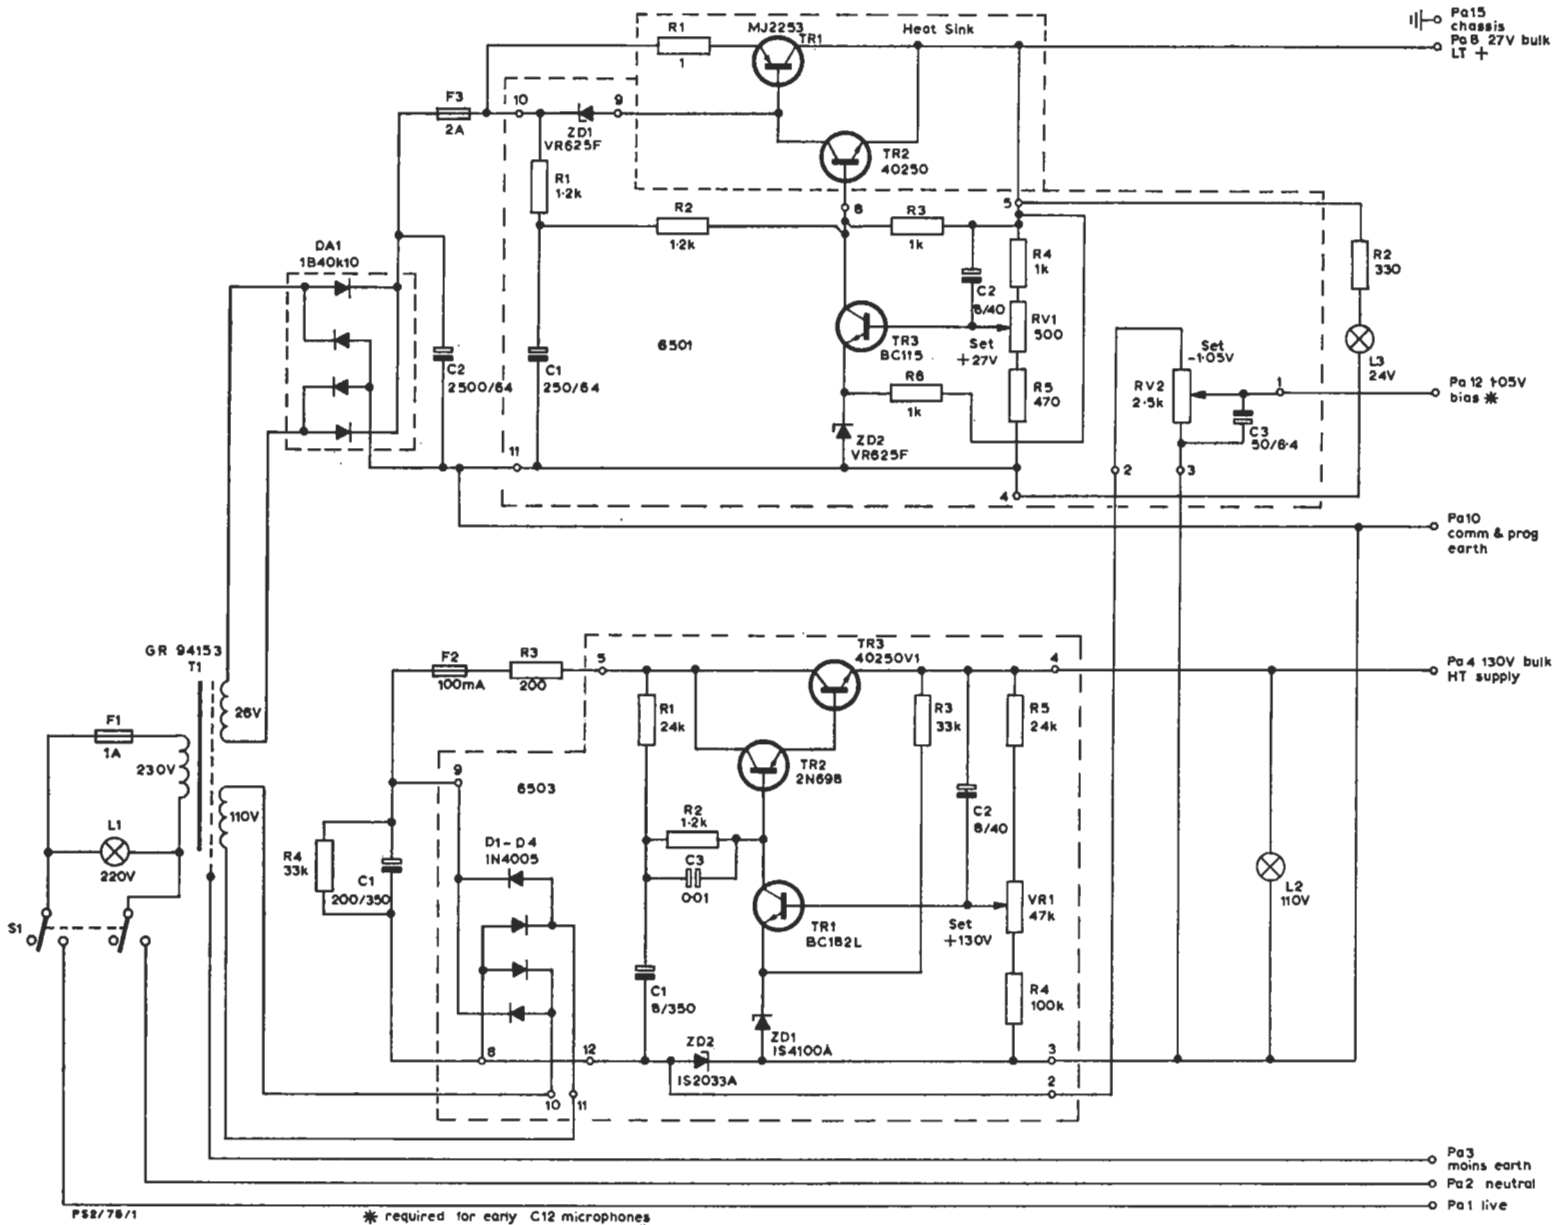 Pa15
chassis
Pa8 27V bulk
LT +
R1
1
MJ2253
TR1
Heat Sink
F3
2A
10
9
ZD1
VR625F
TR2
40250
R1
1·2k
R2
1·2k
8
R3
1k
5
DA1
1B40k10
R4
1k
R2
330
C2
8/40
RV1
500
6501
TR3
BC115
Set
+27V
Set
-1·05V
L3
24V
C2
2500/64
C1
250/64
R6
1k
R5
470
RV2
2·5k
1
Pa12 1·05V
bias *
C3
50/6·4
ZD2
VR625F
11
2
3
4
Pa10
comm & prog
earth
GR 94153
T1
F2
100mA
R3
200
5
TR3
40250V1
4
Pa4 130V bulk
HT supply
26V
F1
1A
230V
R1
24k
R3
33k
R5
24k
TR2
2N698
9
6503
110V
L1
220V
R2
1·2k
C2
8/40
D1-D4
1N4005
R4
33k
C1
200/350
C3
0·01
L2
110V
VR1
47k
S1
TR1
BC182L
Set
+130V
C1
8/350
R4
100k
ZD1
1S4100A
8
12
ZD2
1S2033A
3
2
10
11
Pa3
mains earth
Pa2 neutral
Pa1 live
PS2/78/1
* required for early C12 microphones